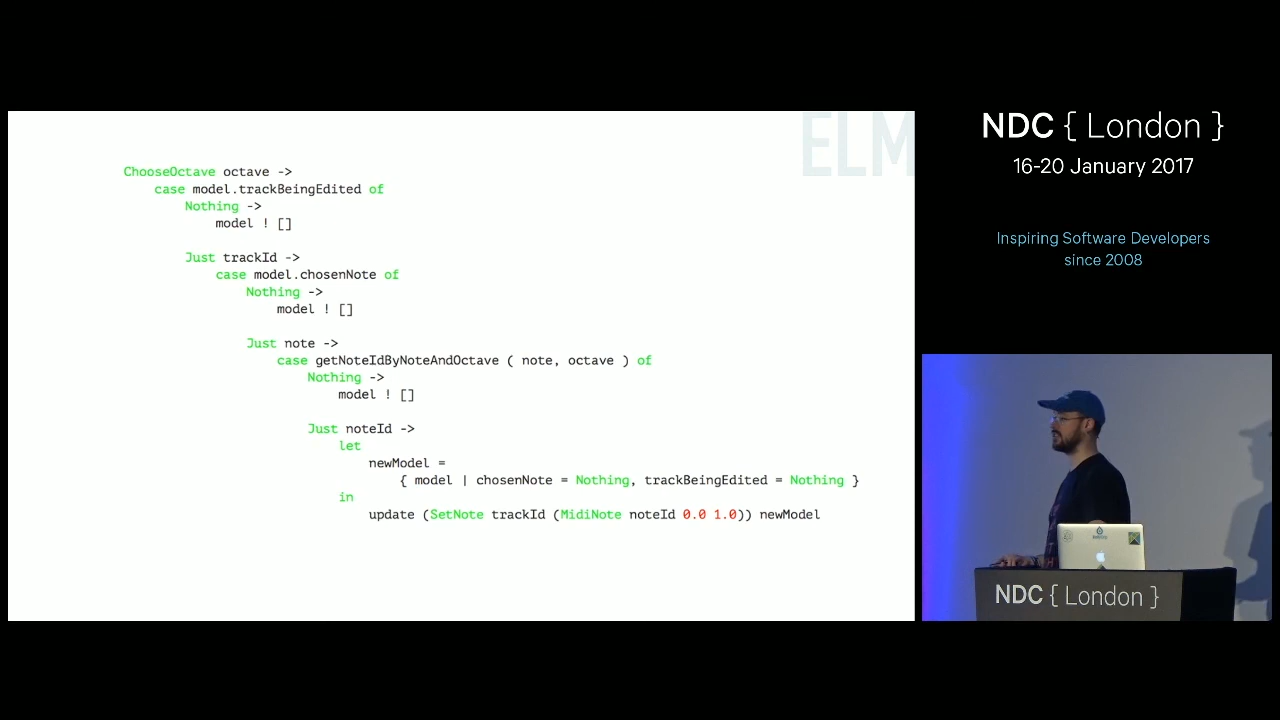 ELM
ChooseOctave octave ->
case model.trackBeingEdited of
Nothing ->
model ! []
Just trackId ->
case model.chosenNote of
Nothing ->
model ! []
Just note ->
case getNoteIdByNoteAndOctave ( note, octave ) of
Nothing ->
model ! []
Just noteId ->
let
newModel =
{ model | chosenNote = Nothing, trackBeingEdited = Nothing }
in
update (SetNote trackId (MidiNote noteId 0.0 1.0)) newModel
NDC { London }
16-20 January 2017
Inspiring Software Developers
since 2008
NDC { London }